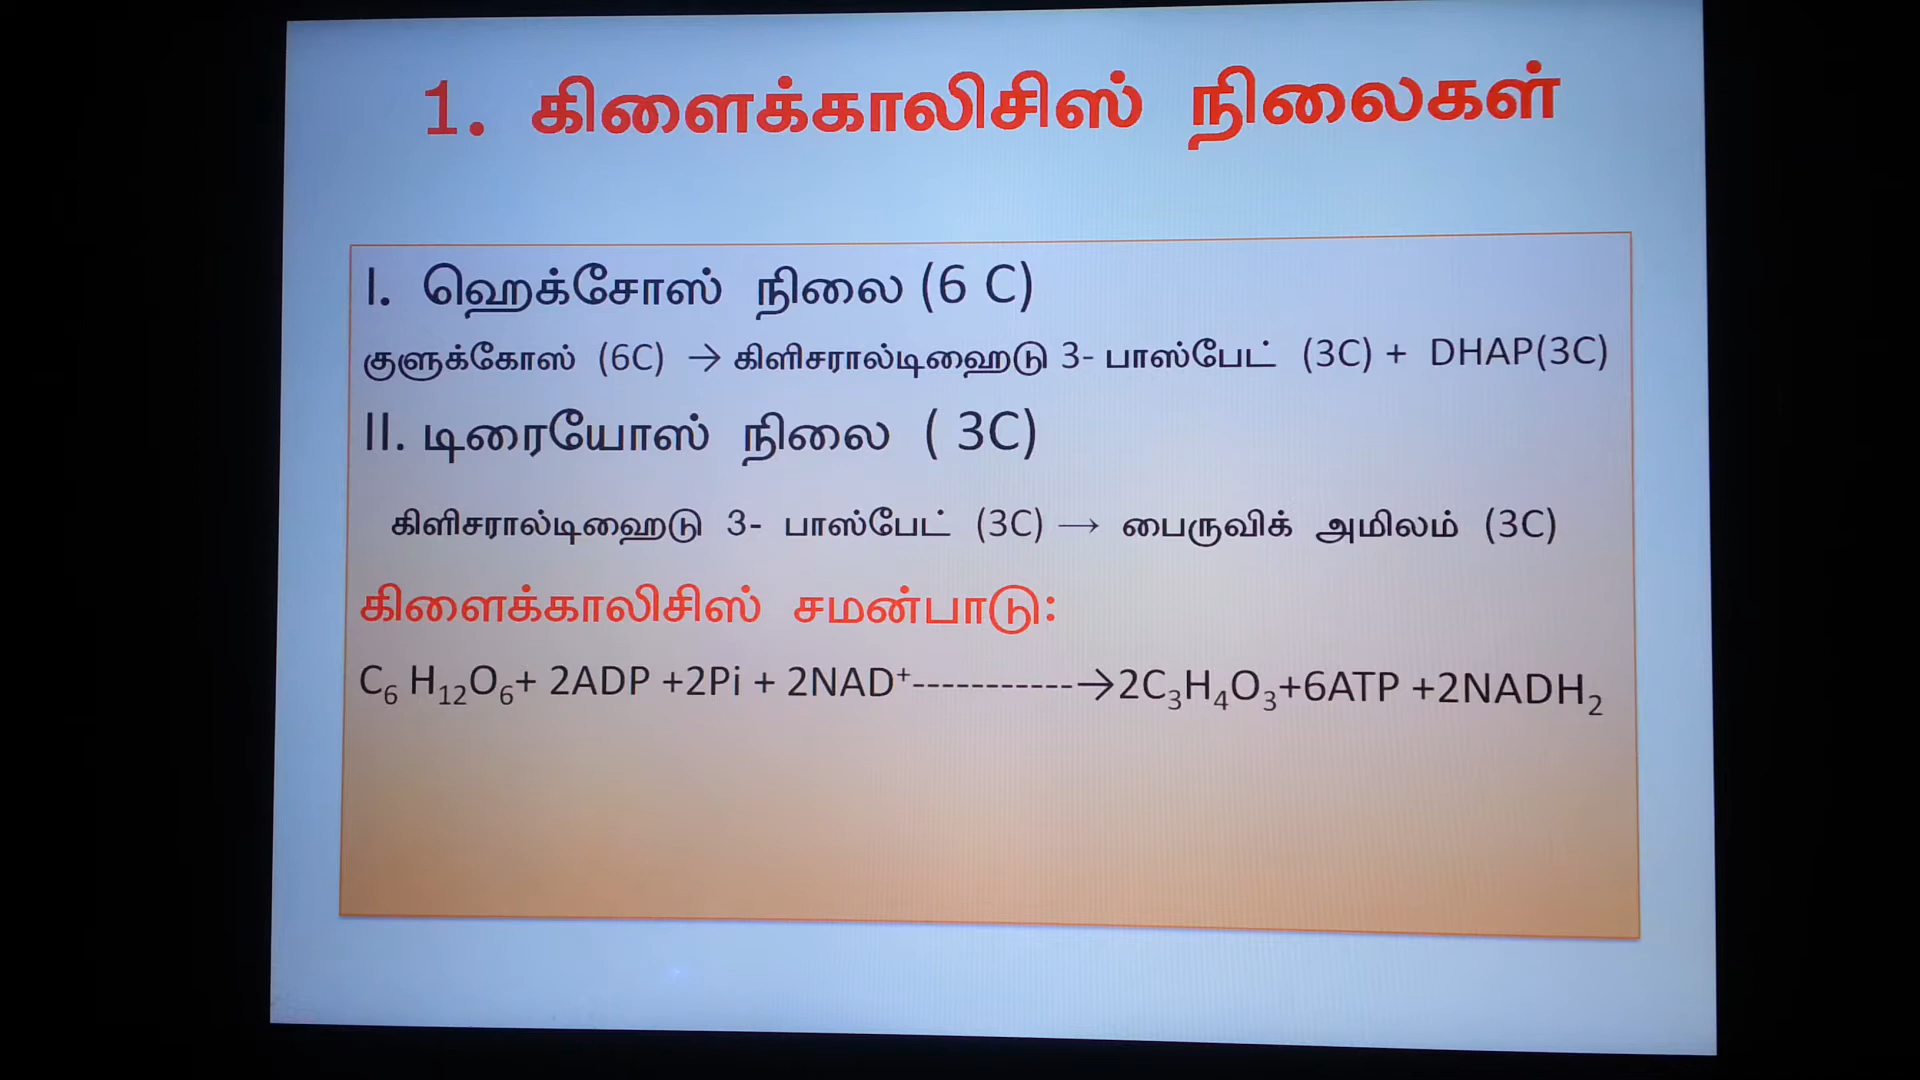 1. கிளைக்காலிசிஸ் நிலைகள்
I. ஹெக்சோஸ் நிலை (6 C)
குளுக்கோஸ் (6C) → கிளிசரால்டிஹைடு 3- பாஸ்பேட் (3C) + DHAP(3C)
II. டிரையோஸ் நிலை ( 3C)
கிளிசரால்டிஹைடு 3- பாஸ்பேட் (3C) → பைருவிக் அமிலம் (3C)
கிளைக்காலிசிஸ் சமன்பாடு:
C₆ H₁₂O₆+ 2ADP +2Pi + 2NAD⁺-----------→2C₃H₄O₃+6ATP +2NADH₂